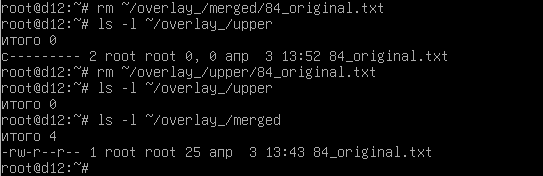 root@d12:~# rm ~/overlay_/merged/84_original.txt
root@d12:~# ls -l ~/overlay_/upper
итого 0
c--------- 2 root root 0, 0 апр  3 13:52 84_original.txt
root@d12:~# rm ~/overlay_/upper/84_original.txt
root@d12:~# ls -l ~/overlay_/upper
итого 0
root@d12:~# ls -l ~/overlay_/merged
итого 4
-rw-r--r-- 1 root root 25 апр  3 13:43 84_original.txt
root@d12:~#